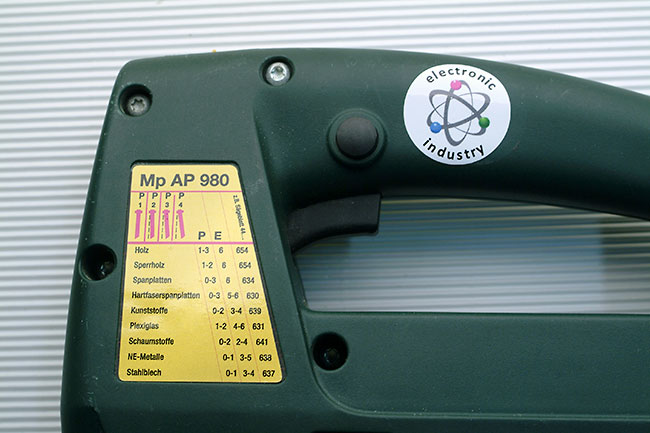 electronic
industry
Mp AP 980
P P P P
1 2 3 4
z.B. Sägeblatt 44...
P E
Holz 1-3 6 654
Sperrholz 1-2 6 654
Spanplatten 0-3 6 634
Hartfaserspanplatten 0-3 5-6 630
Kunststoffe 0-2 3-4 639
Plexiglas 1-2 4-6 631
Schaumstoffe 0-2 2-4 641
NE-Metalle 0-1 3-5 638
Stahlblech 0-1 3-4 637